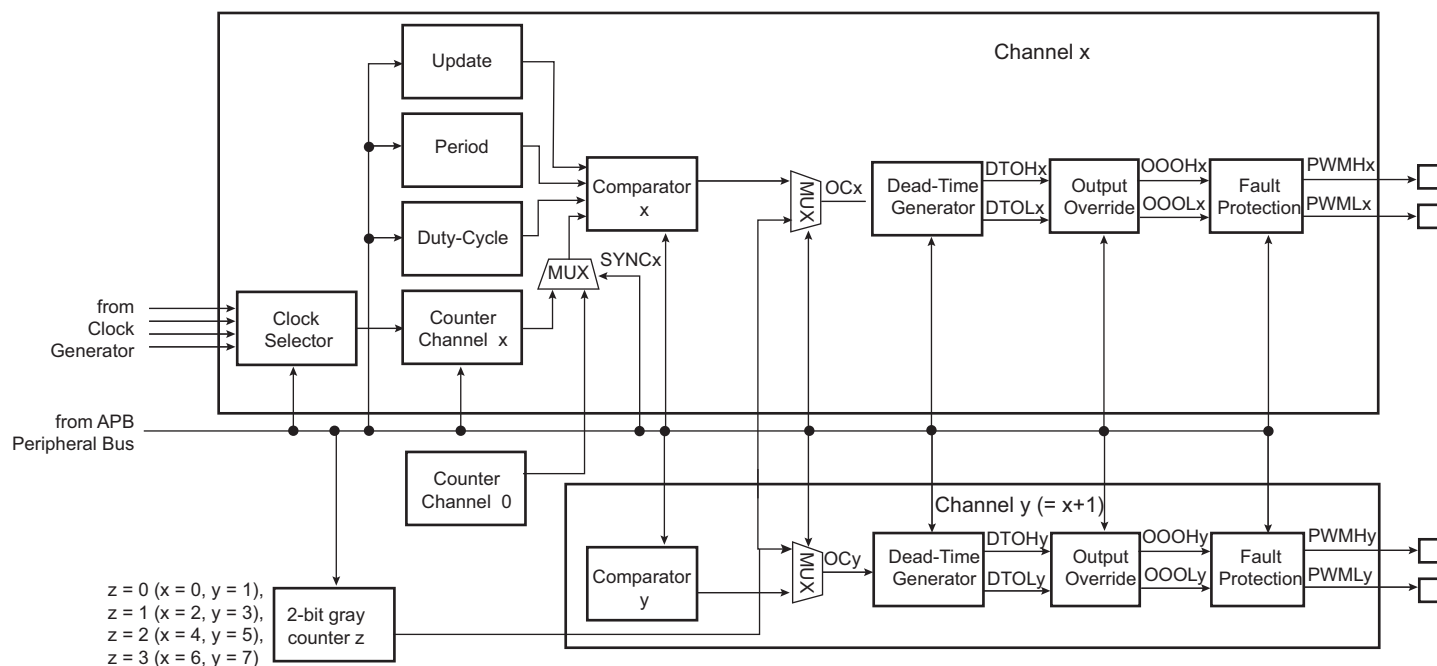 Channel x
Update
Period
Comparator
x
Duty-Cycle
MUX
SYNCx
from
Clock
Generator
Clock
Selector
Counter
Channel x
MUX
OCx
Dead-Time
Generator
DTOHx
DTOLx
Output
Override
OOOHx
OOOLx
Fault
Protection
PWMHx
PWMLx
from APB
Peripheral Bus
Counter
Channel 0
Channel y (= x+1)
Comparator
y
MUX
OCy
Dead-Time
Generator
DTOHy
DTOLy
Output
Override
OOOHy
OOOLy
Fault
Protection
PWMHy
PWMLy
z = 0 (x = 0, y = 1),
z = 1 (x = 2, y = 3),
z = 2 (x = 4, y = 5),
z = 3 (x = 6, y = 7)
2-bit gray
counter z